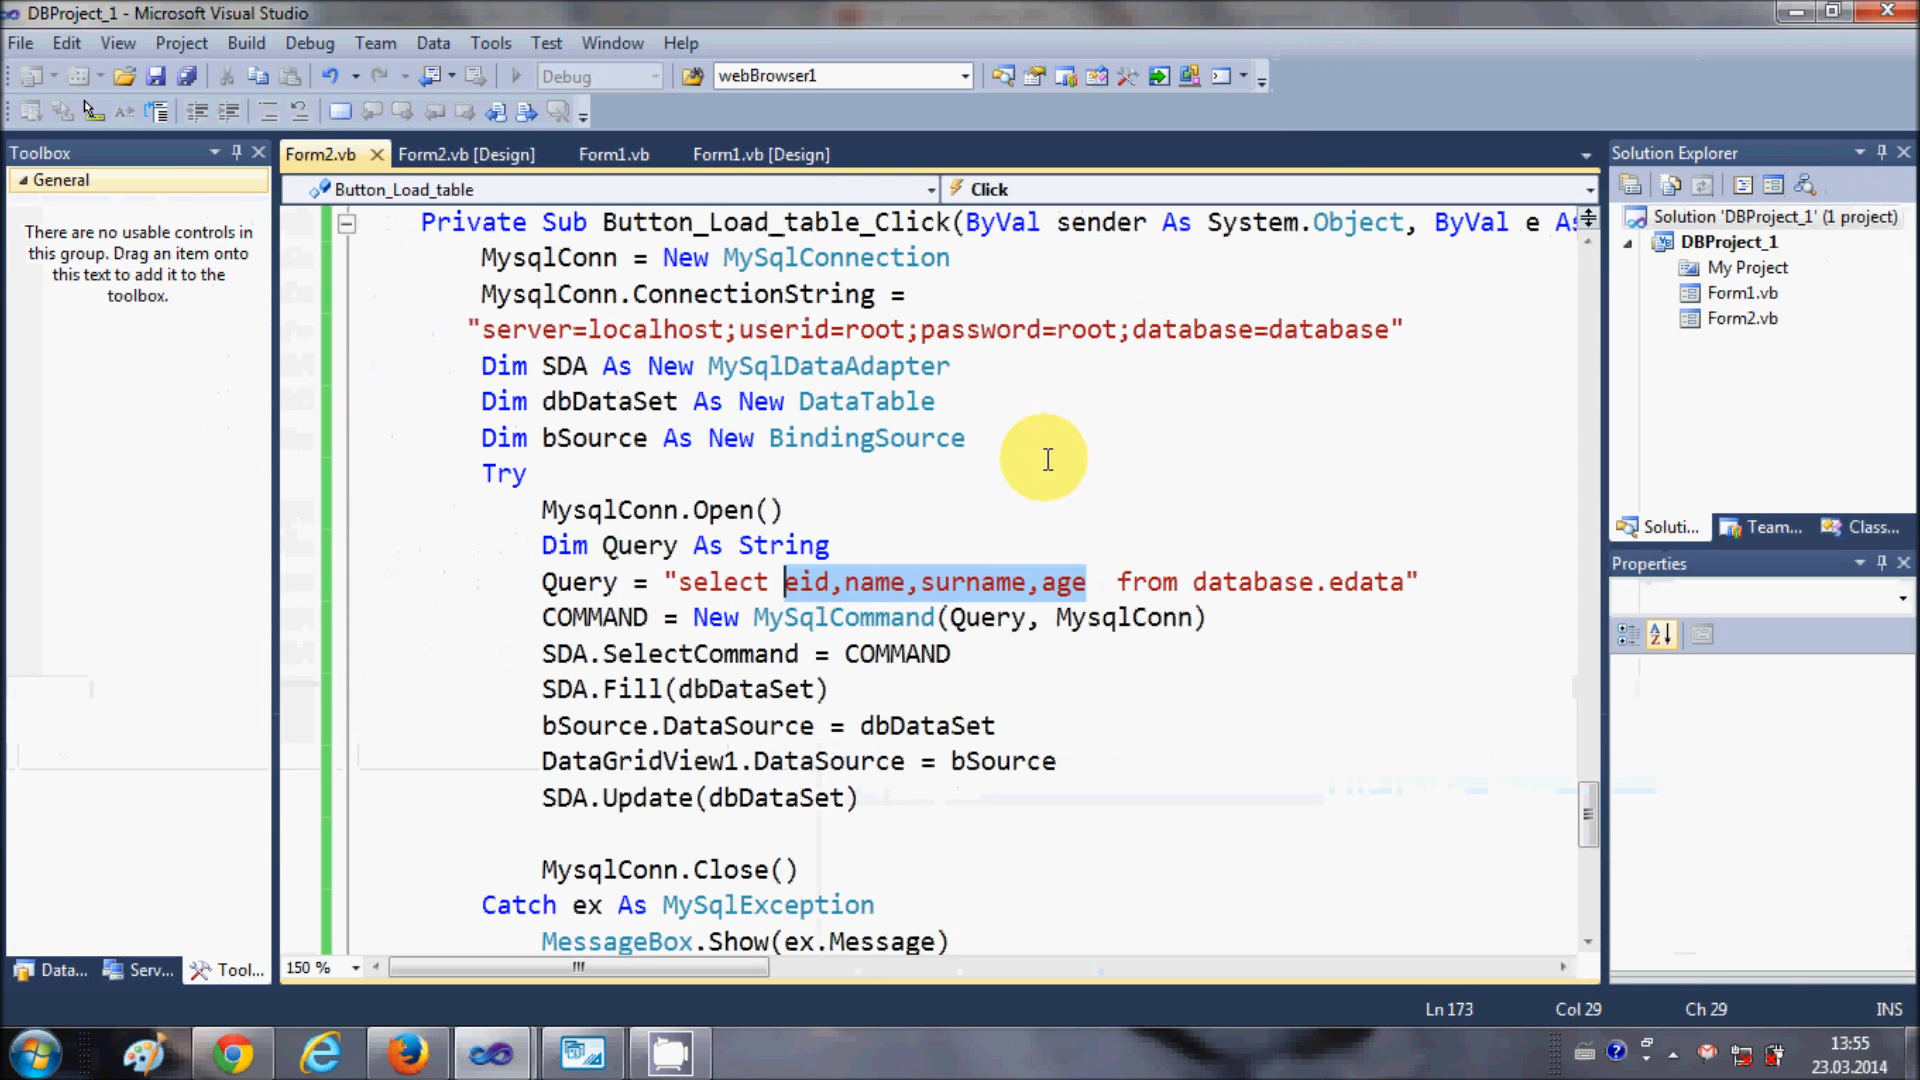 DBProject_1 - Microsoft Visual Studio
File Edit View Project Build Debug Team Data Tools Test Window Help
Debug webBrowser1
Toolbox
General
There are no usable controls in
this group. Drag an item onto
this text to add it to the
toolbox.
Form2.vb Form2.vb [Design] Form1.vb Form1.vb [Design]
Button_Load_table Click
Private Sub Button_Load_table_Click(ByVal sender As System.Object, ByVal e As
MysqlConn = New MySqlConnection
MysqlConn.ConnectionString =
"server=localhost;userid=root;password=root;database=database"
Dim SDA As New MySqlDataAdapter
Dim dbDataSet As New DataTable
Dim bSource As New BindingSource
Try
MysqlConn.Open()
Dim Query As String
Query = "select eid,name,surname,age  from database.edata"
COMMAND = New MySqlCommand(Query, MysqlConn)
SDA.SelectCommand = COMMAND
SDA.Fill(dbDataSet)
bSource.DataSource = dbDataSet
DataGridView1.DataSource = bSource
SDA.Update(dbDataSet)
MysqlConn.Close()
Catch ex As MySqlException
MessageBox.Show(ex.Message)
150 %
Data... Serv... Tool...
Solution Explorer
Solution 'DBProject_1' (1 project)
DBProject_1
My Project
Form1.vb
Form2.vb
Soluti... Team... Class...
Properties
Ln 173 Col 29 Ch 29 INS
13:55
23.03.2014